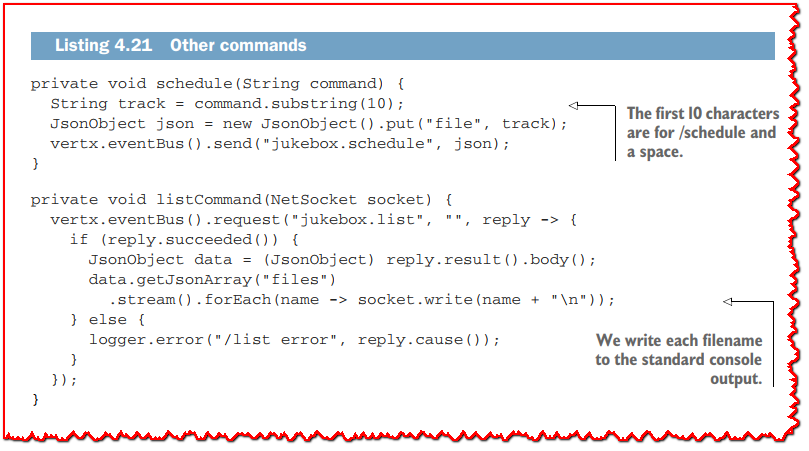 Listing 4.21 Other commands
private void schedule(String command) {
String track = command.substring(10);
JsonObject json = new JsonObject().put("file", track);
vertx.eventBus().send("jukebox.schedule", json);
}
The first 10 characters
are for /schedule and
a space.
private void listCommand(NetSocket socket) {
vertx.eventBus().request("jukebox.list", "", reply -> {
if (reply.succeeded()) {
JsonObject data = (JsonObject) reply.result().body();
data.getJsonArray("files")
.stream().forEach(name -> socket.write(name + "\n"));
} else {
logger.error("/list error", reply.cause());
}
});
}
We write each filename
to the standard console
output.